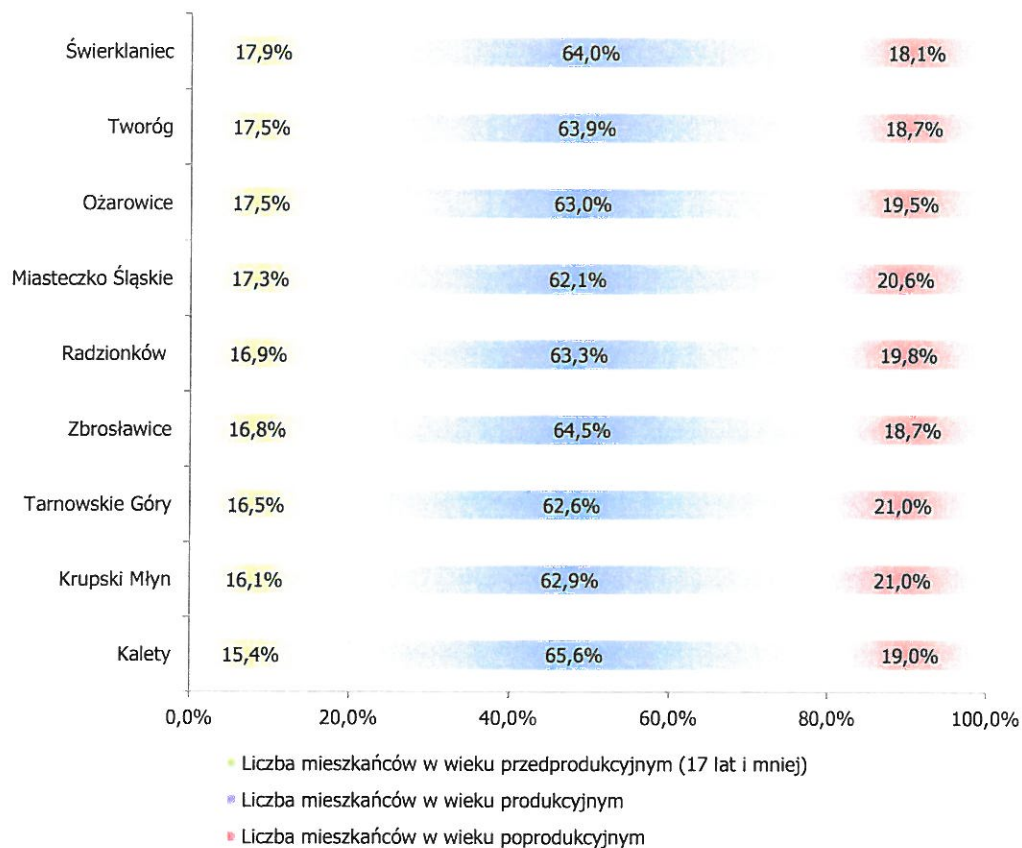 Świerklaniec 17,9% 64,0% 18,1%
Tworóg 17,5% 63,9% 18,7%
Ożarowice 17,5% 63,0% 19,5%
Miasteczko Śląskie 17,3% 62,1% 20,6%
Radzionków 16,9% 63,3% 19,8%
Zbrosławice 16,8% 64,5% 18,7%
Tarnowskie Góry 16,5% 62,6% 21,0%
Krupski Młyn 16,1% 62,9% 21,0%
Kalety 15,4% 65,6% 19,0%
0,0% 20,0% 40,0% 60,0% 80,0% 100,0%
Liczba mieszkańców w wieku przedprodukcyjnym (17 lat i mniej)
Liczba mieszkańców w wieku produkcyjnym
Liczba mieszkańców w wieku poprodukcyjnym